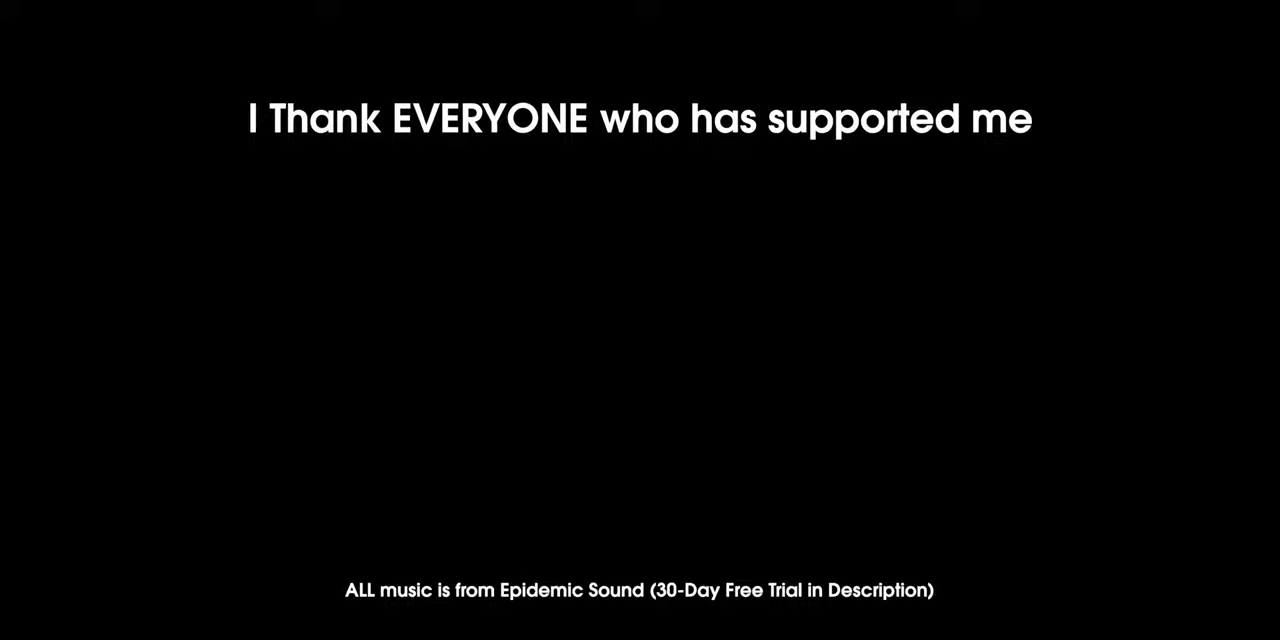 I Thank EVERYONE who has supported me
ALL music is from Epidemic Sound (30-Day Free Trial in Description)